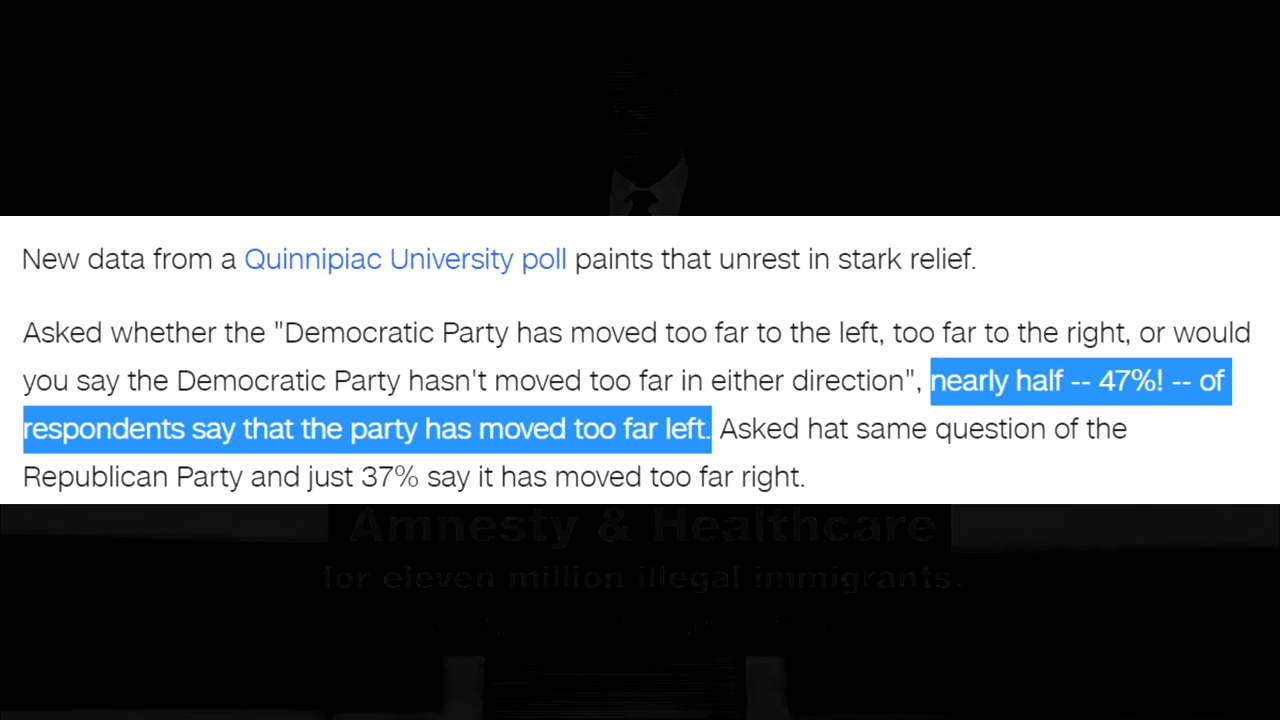 New data from a Quinnipiac University poll paints that unrest in stark relief.
Asked whether the "Democratic Party has moved too far to the left, too far to the right, or would
you say the Democratic Party hasn't moved too far in either direction", nearly half -- 47%! -- of
respondents say that the party has moved too far left. Asked hat same question of the
Republican Party and just 37% say it has moved too far right.
Amnesty & Healthcare
for eleven million illegal immigrants.